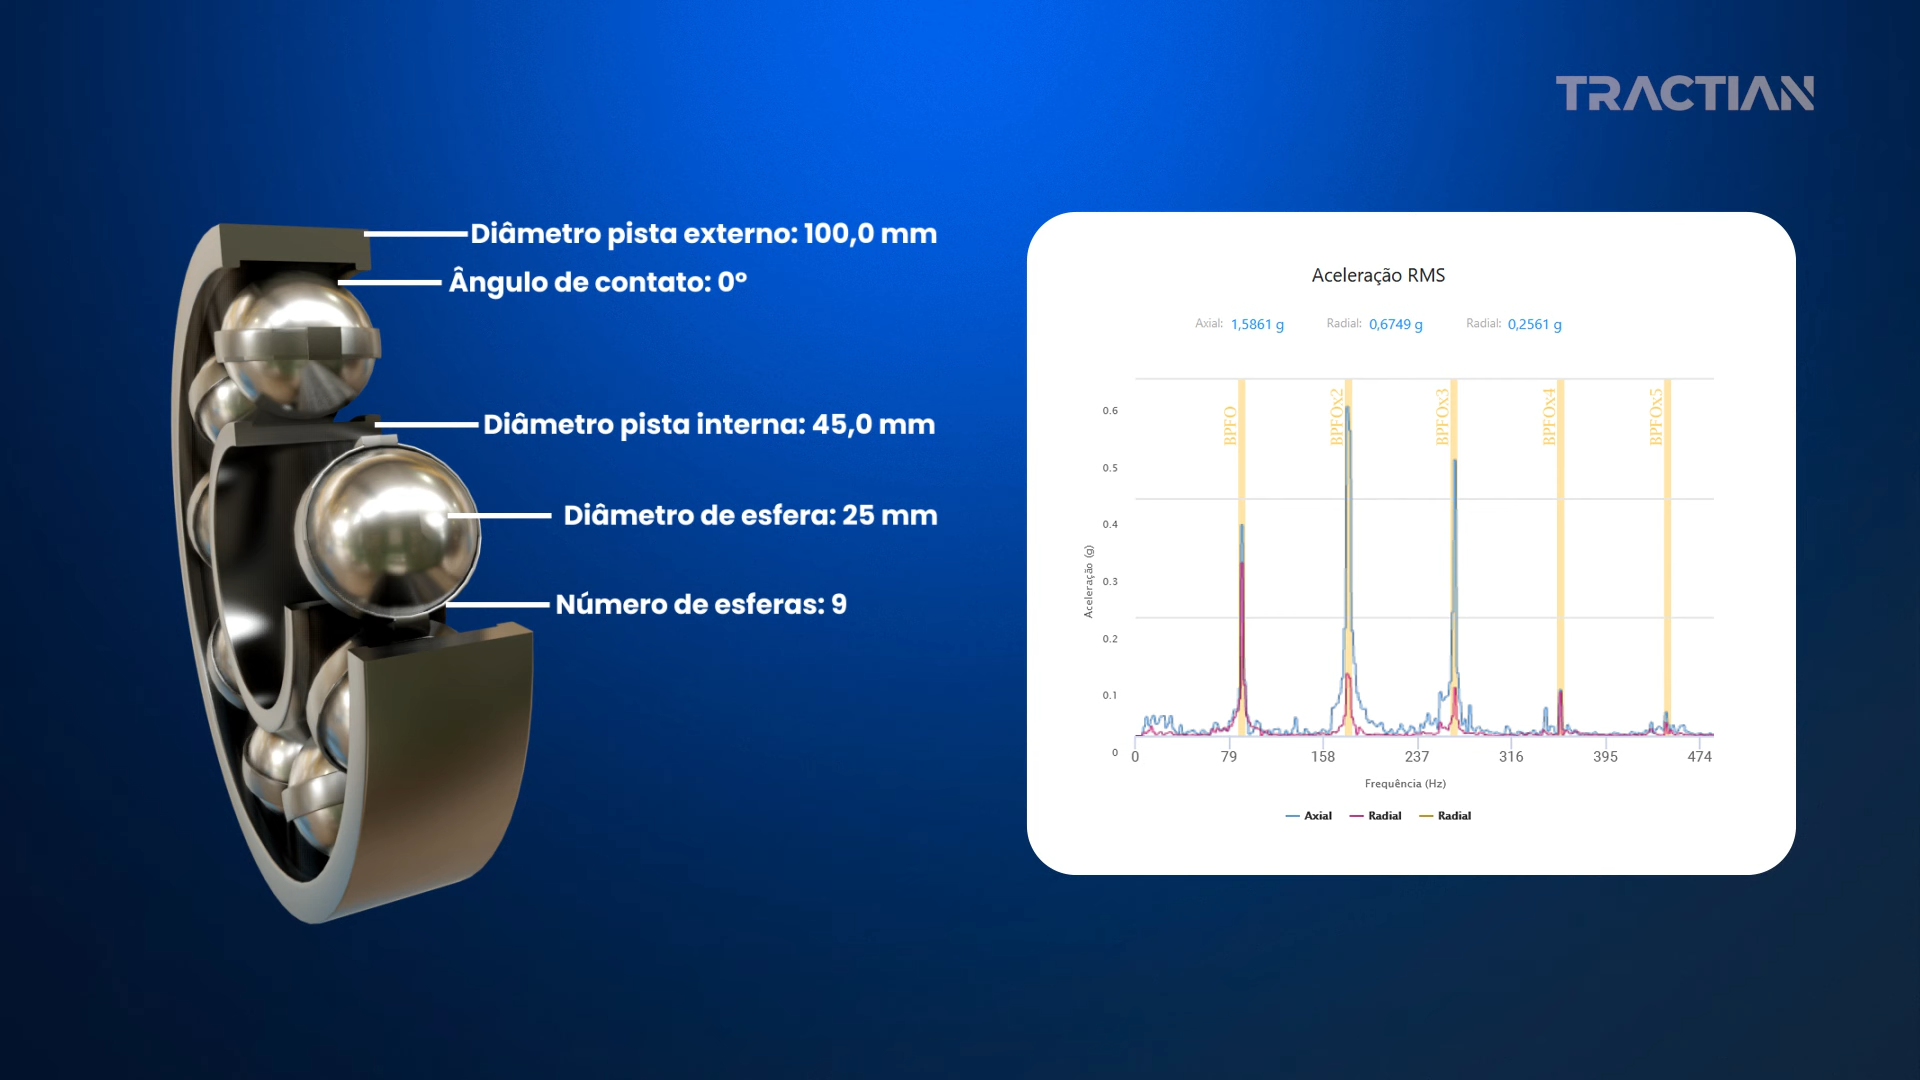 TRACTIAN
Diâmetro pista externo: 100,0 mm
Ângulo de contato: 0°
Diâmetro pista interna: 45,0 mm
Diâmetro de esfera: 25 mm
Número de esferas: 9
Aceleração RMS
Axial: 1,5861 g Radial: 0,6749 g Radial: 0,2561 g
BPFO BPFOx2 BPFOx3 BPFOx4 BPFOx5
Aceleração (g)
0.6
0.5
0.4
0.3
0.2
0.1
0
0 79 158 237 316 395 474
Frequência (Hz)
Axial Radial Radial